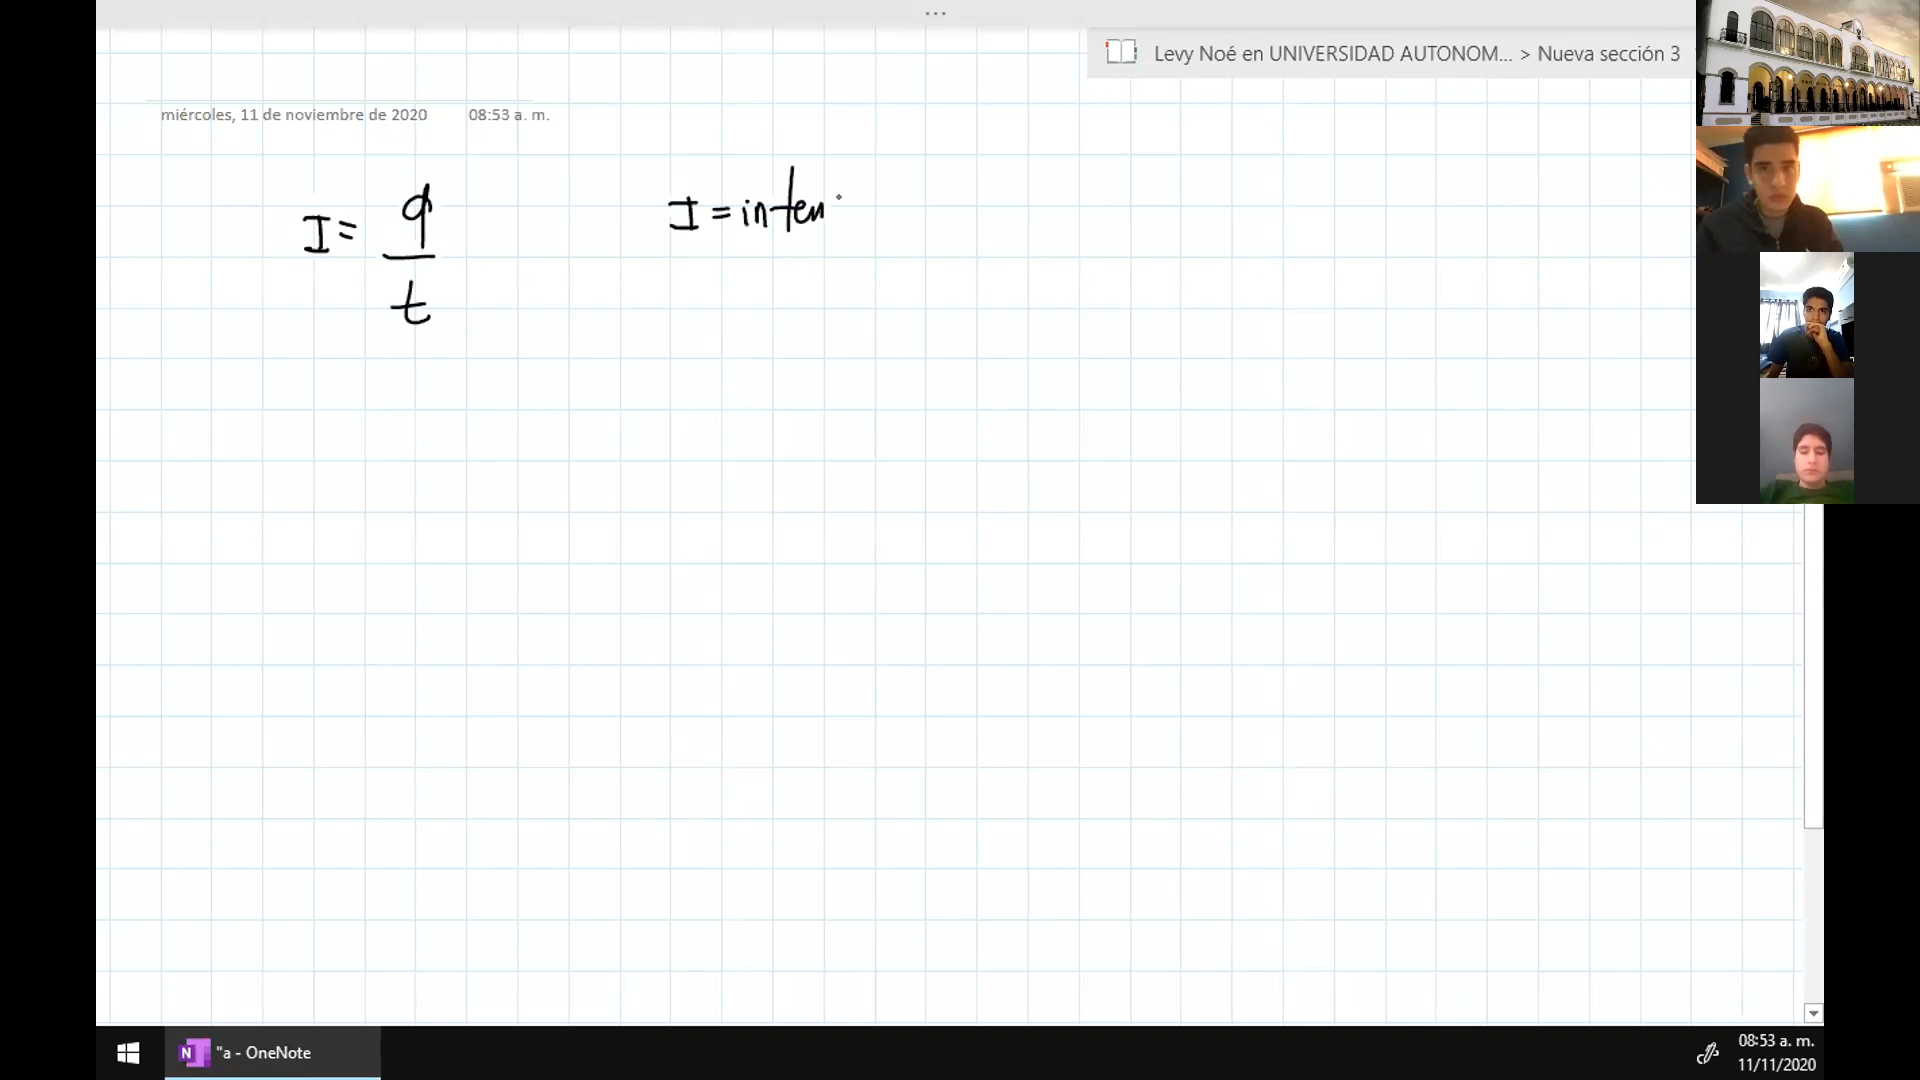 ...
Levy Noé en UNIVERSIDAD AUTONOM... > Nueva sección 3
miércoles, 11 de noviembre de 2020 08:53 a. m.
I = q / t
I = inten
"a - OneNote
08:53 a. m.
11/11/2020